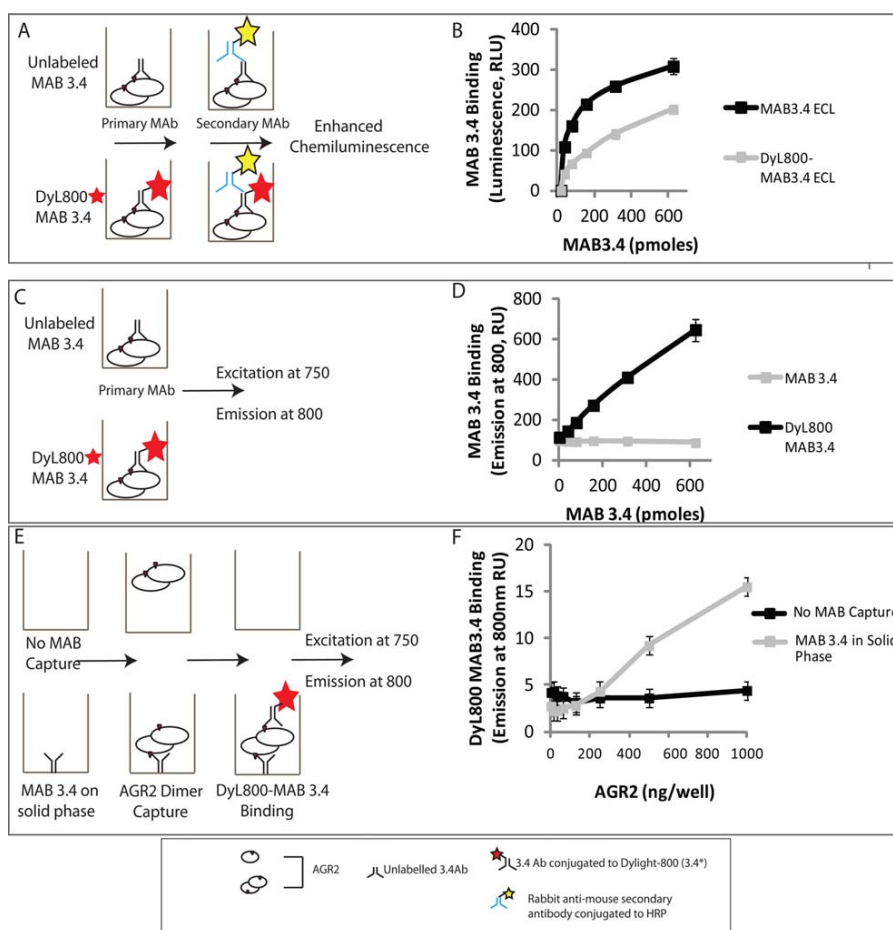 A
Unlabeled
MAB 3.4
Primary MAb
Secondary MAb
Enhanced
Chemiluminescence
DyL800
MAB 3.4
B
MAB 3.4 Binding
(Luminescence, RLU)
400
300
200
100
0
0 200 400 600
MAB3.4 (pmoles)
MAB3.4 ECL
DyL800-
MAB3.4 ECL
C
Unlabeled
MAB 3.4
Primary MAb
Excitation at 750
Emission at 800
DyL800
MAB 3.4
D
MAB 3.4 Binding
(Emission at 800, RU)
800
600
400
200
0
0 200 400 600
MAB 3.4 (pmoles)
MAB 3.4
DyL800
MAB3.4
E
No MAB
Capture
Excitation at 750
Emission at 800
MAB 3.4 on
solid phase
AGR2 Dimer
Capture
DyL800-MAB 3.4
Binding
F
DyL800 MAB3.4 Binding
(Emission at 800nm RU)
20
15
10
5
0
0 200 400 600 800 1000
AGR2 (ng/well)
No MAB Capture
MAB 3.4 in Solid
Phase
AGR2
Unlabelled 3.4Ab
3.4 Ab conjugated to Dylight-800 (3.4*)
Rabbit anti-mouse secondary
antibody conjugated to HRP